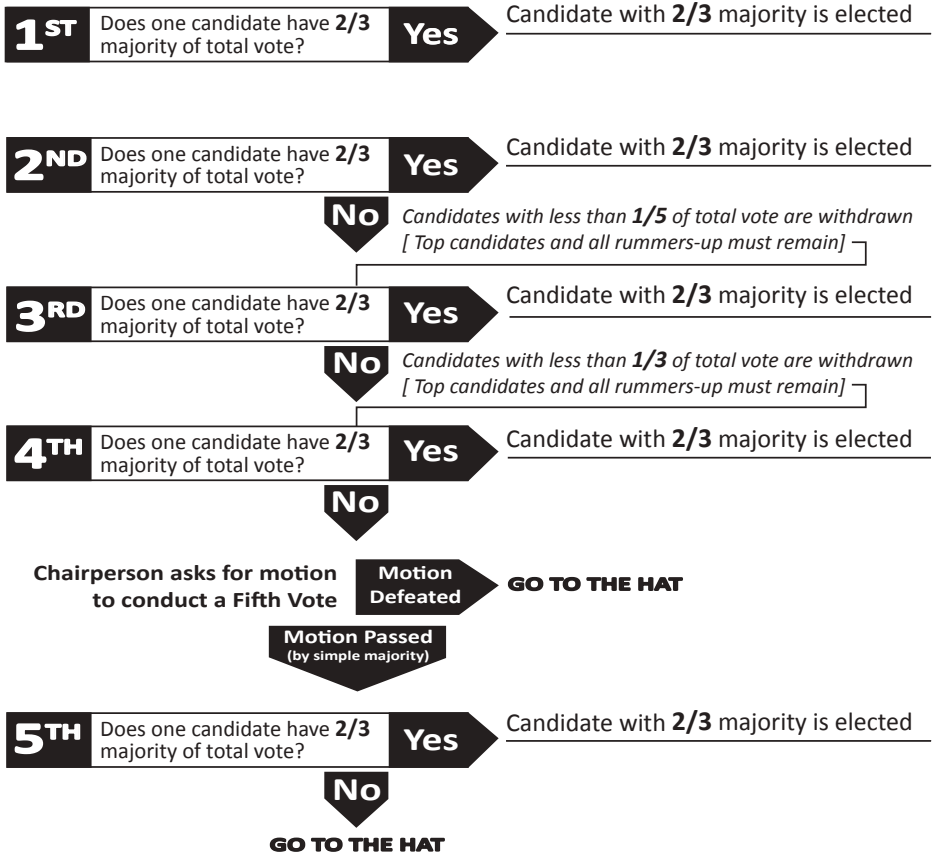 1ST Does one candidate have 2/3 majority of total vote? Yes Candidate with 2/3 majority is elected
2ND Does one candidate have 2/3 majority of total vote? Yes Candidate with 2/3 majority is elected
No Candidates with less than 1/5 of total vote are withdrawn
[ Top candidates and all rummers-up must remain]
3RD Does one candidate have 2/3 majority of total vote? Yes Candidate with 2/3 majority is elected
No Candidates with less than 1/3 of total vote are withdrawn
[ Top candidates and all rummers-up must remain]
4TH Does one candidate have 2/3 majority of total vote? Yes Candidate with 2/3 majority is elected
No
Chairperson asks for motion
to conduct a Fifth Vote
Motion
Defeated
GO TO THE HAT
Motion Passed
(by simple majority)
5TH Does one candidate have 2/3 majority of total vote? Yes Candidate with 2/3 majority is elected
No
GO TO THE HAT